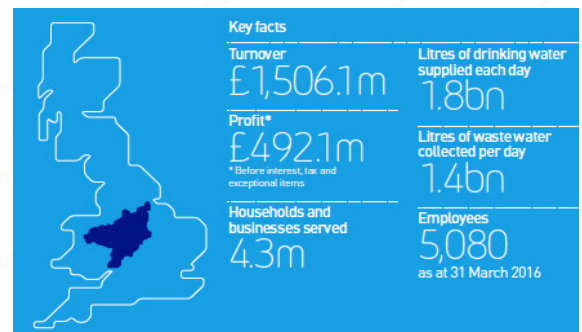 Key facts
Turnover
£1,506.1m
Profit*
£492.1m
* Before interest, tax and
exceptional items
Households and
businesses served
4.3m
Litres of drinking water
supplied each day
1.8bn
Litres of waste water
collected per day
1.4bn
Employees
5,080
as at 31 March 2016